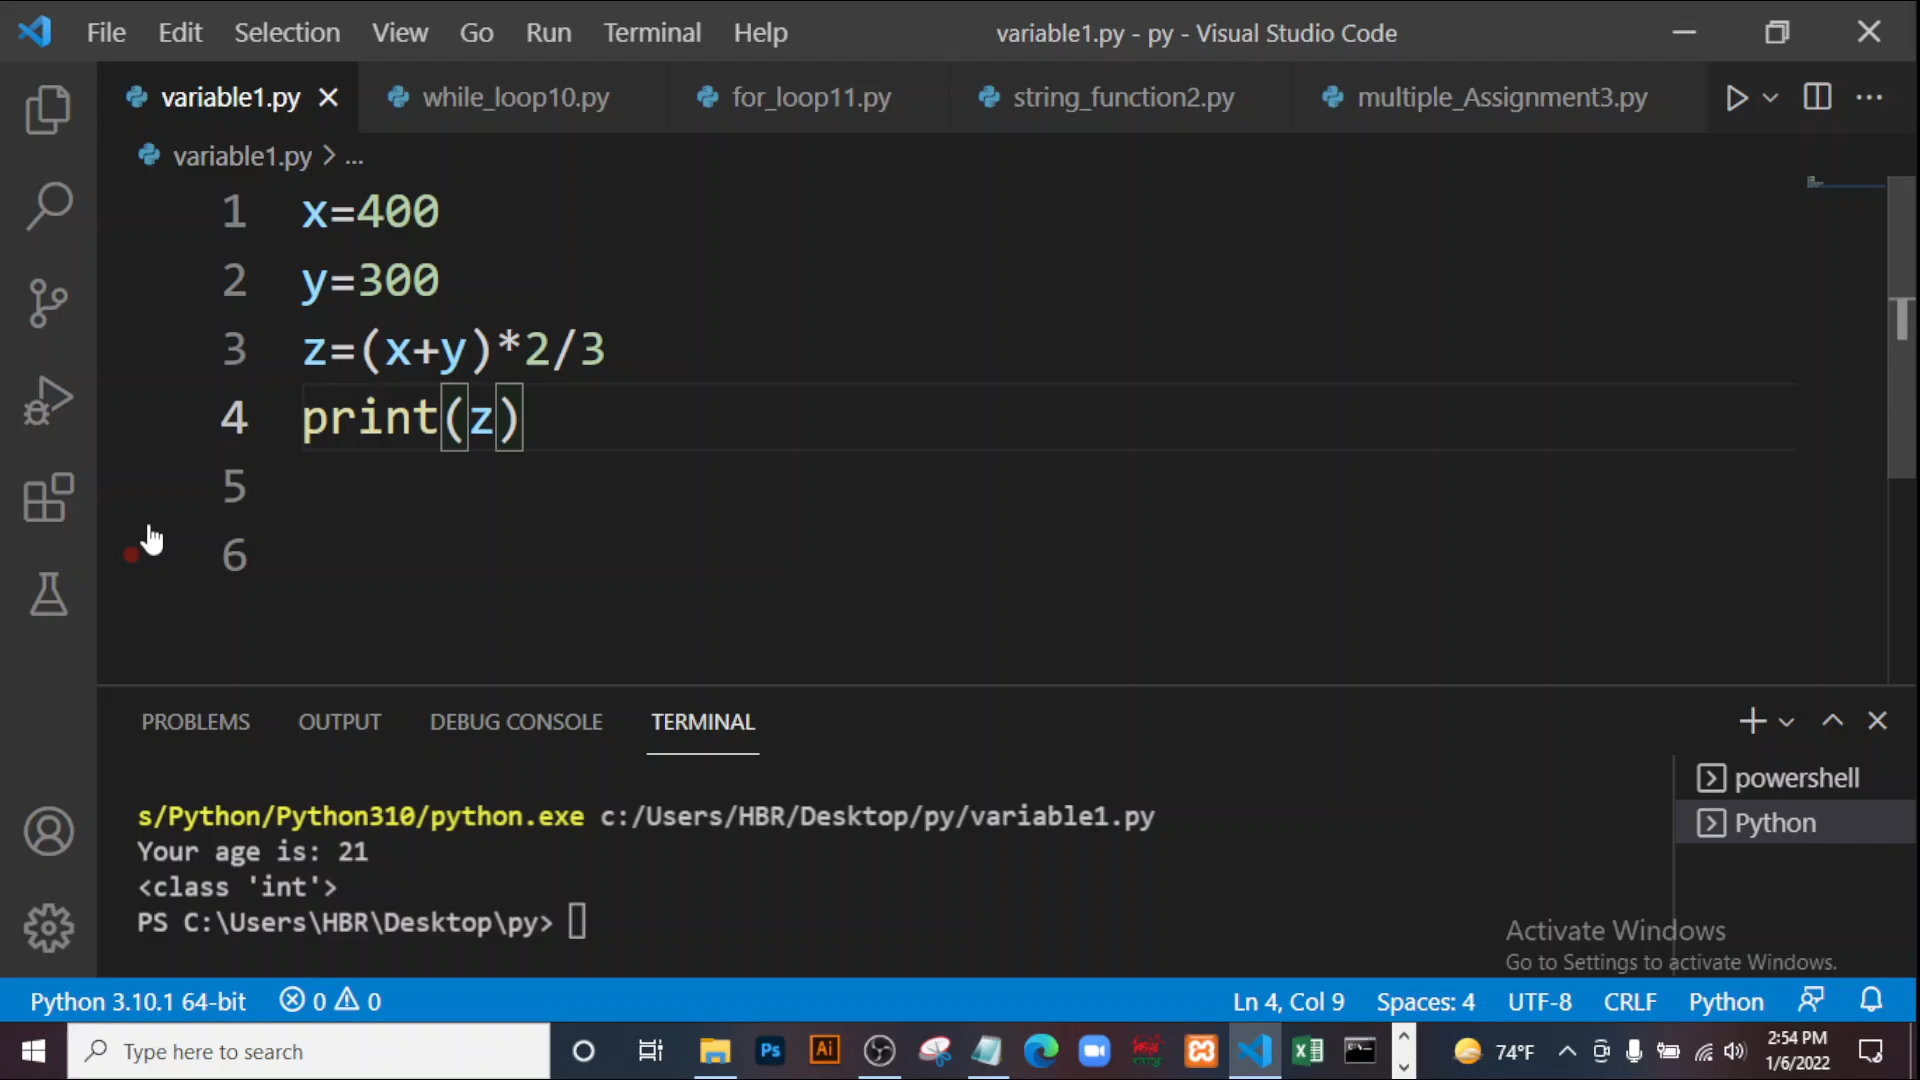 File Edit Selection View Go Run Terminal Help variable1.py - py - Visual Studio Code
variable1.py while_loop10.py for_loop11.py string_function2.py multiple_Assignment3.py
variable1.py > ...
1 x=400
2 y=300
3 z=(x+y)*2/3
4 print(z)
5
6
PROBLEMS OUTPUT DEBUG CONSOLE TERMINAL
powershell
Python
s/Python/Python310/python.exe c:/Users/HBR/Desktop/py/variable1.py
Your age is: 21
<class 'int'>
PS C:\Users\HBR\Desktop\py>
Activate Windows
Go to Settings to activate Windows.
Python 3.10.1 64-bit 0 0 Ln 4, Col 9 Spaces: 4 UTF-8 CRLF Python
Type here to search Ps Ai 74°F 2:54 PM
1/6/2022